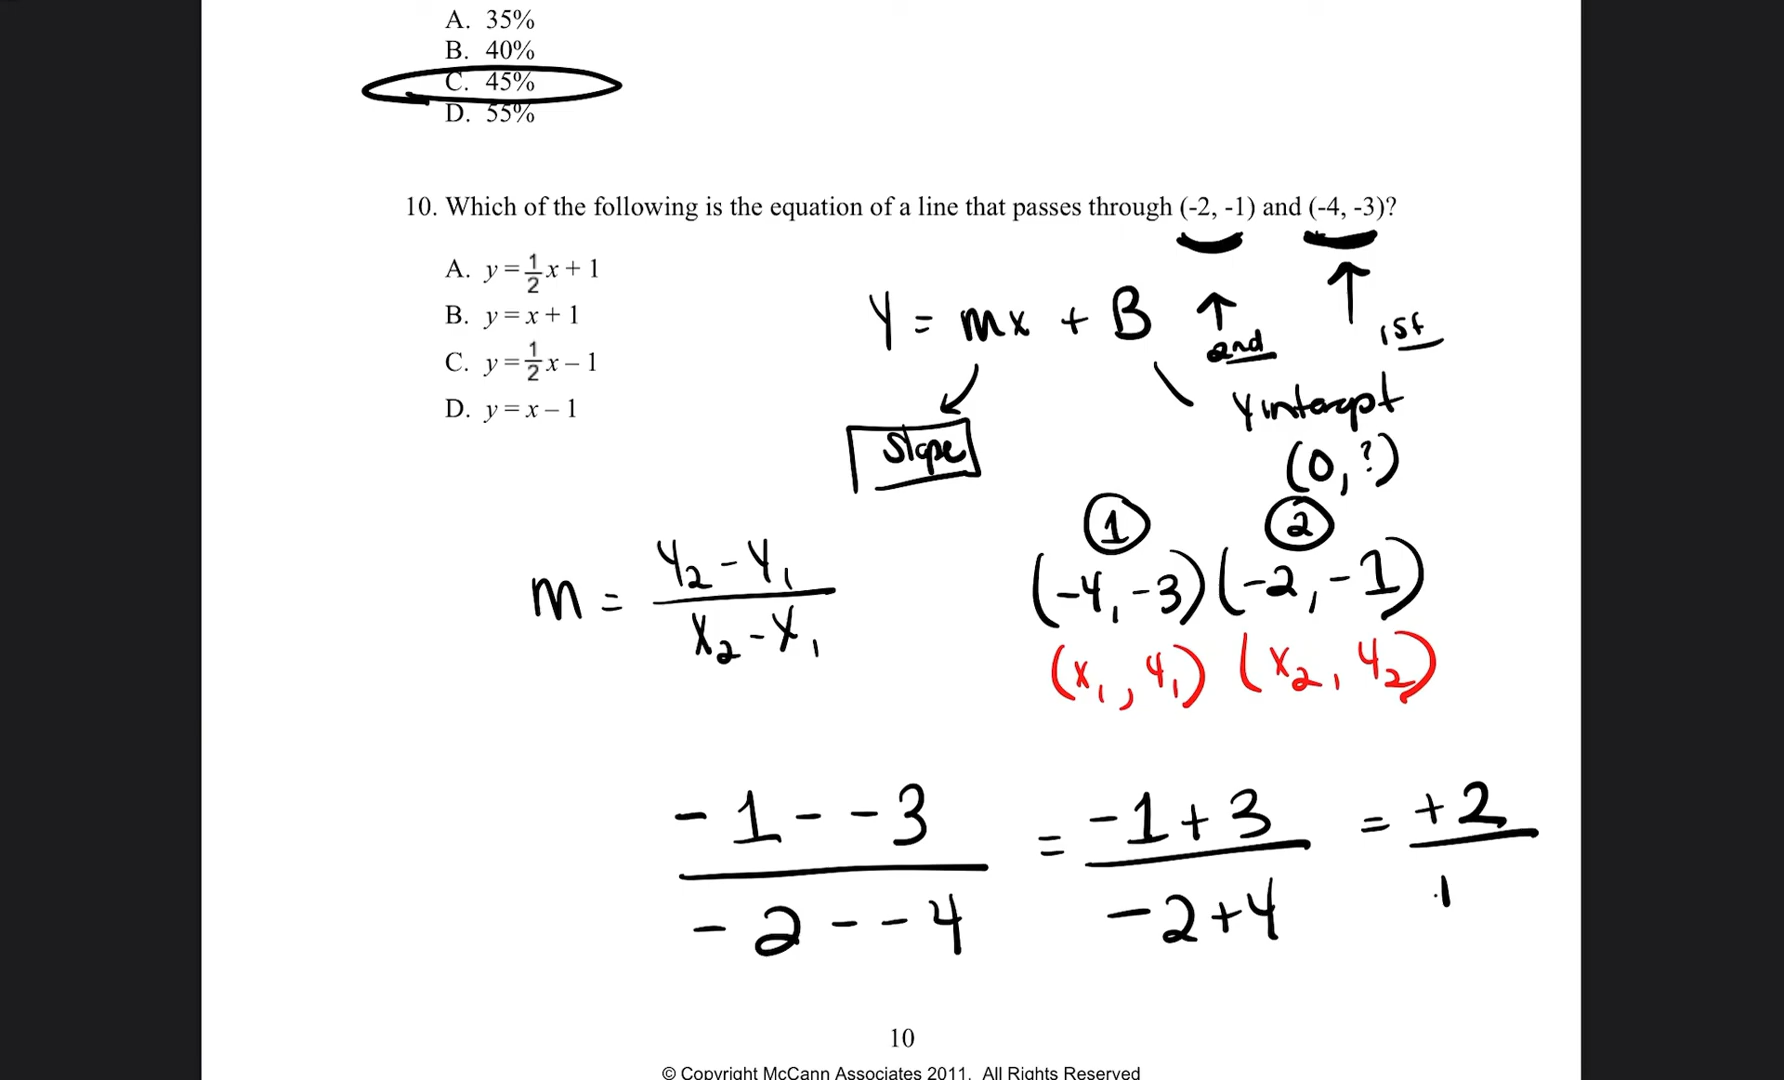 A. 35%
B. 40%
C. 45%
D. 55%
10. Which of the following is the equation of a line that passes through (-2, -1) and (-4, -3)?
A. y = 1/2 x + 1
B. y = x + 1
C. y = 1/2 x – 1
D. y = x – 1
Y = mx + B
2nd
1st
Slope
Y intercept
(0, ?)
1 2
m = Y₂ - Y₁ / X₂ - X₁
(-4, -3) (-2, -1)
(x₁, y₁) (x₂, y₂)
-1 - -3 / -2 - -4 = -1 + 3 / -2 + 4 = +2 /
10
© Copyright McCann Associates 2011. All Rights Reserved